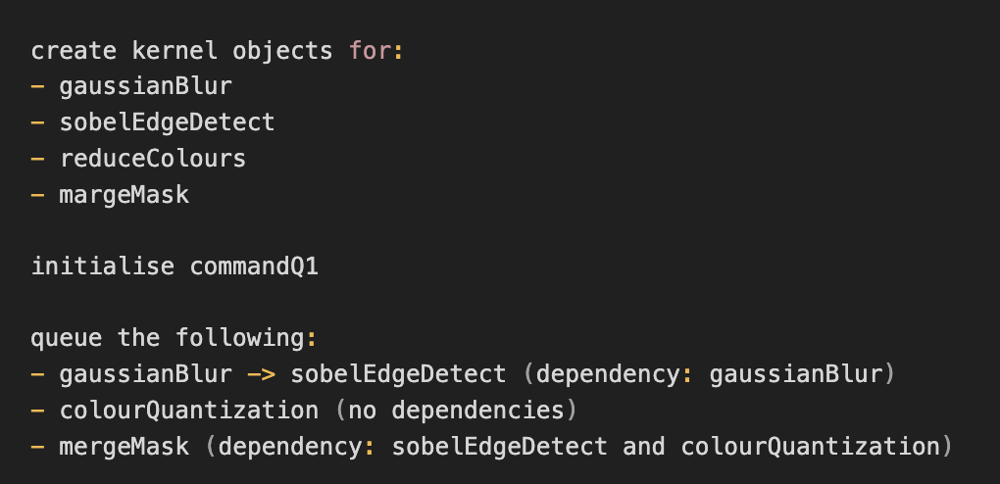 create kernel objects for:
- gaussianBlur
- sobelEdgeDetect
- reduceColours
- margeMask
initialise commandQ1
queue the following:
- gaussianBlur -> sobelEdgeDetect (dependency: gaussianBlur)
- colourQuantization (no dependencies)
- mergeMask (dependency: sobelEdgeDetect and colourQuantization)